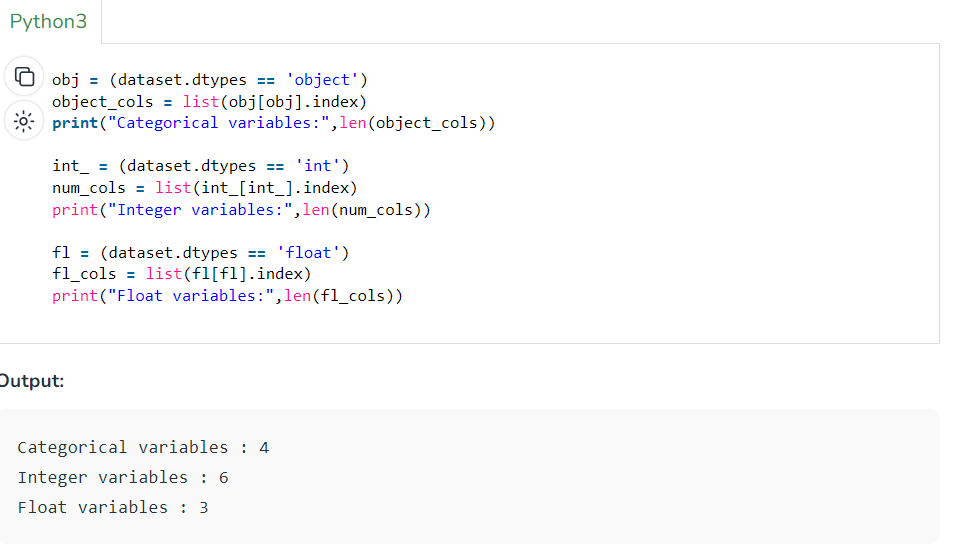 Python3
obj = (dataset.dtypes == 'object')
object_cols = list(obj[obj].index)
print("Categorical variables:",len(object_cols))
int_ = (dataset.dtypes == 'int')
num_cols = list(int_[int_].index)
print("Integer variables:",len(num_cols))
fl = (dataset.dtypes == 'float')
fl_cols = list(fl[fl].index)
print("Float variables:",len(fl_cols))
Output:
Categorical variables : 4
Integer variables : 6
Float variables : 3